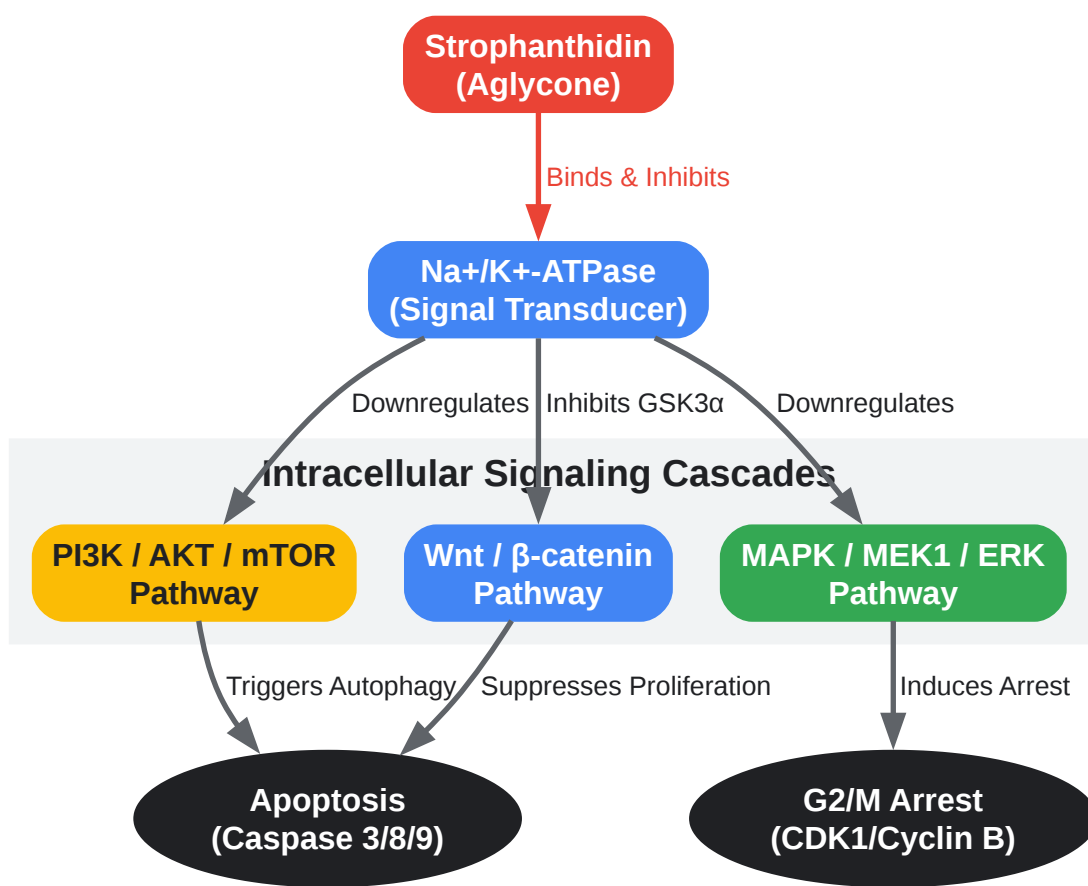 Strophanthidin
(Aglycone)
Binds & Inhibits
Na+/K+-ATPase
(Signal Transducer)
Downregulates
Inhibits GSK3α
Downregulates
Intracellular Signaling Cascades
PI3K / AKT / mTOR
Pathway
Wnt / β-catenin
Pathway
MAPK / MEK1 / ERK
Pathway
Triggers Autophagy
Suppresses Proliferation
Induces Arrest
Apoptosis
(Caspase 3/8/9)
G2/M Arrest
(CDK1/Cyclin B)